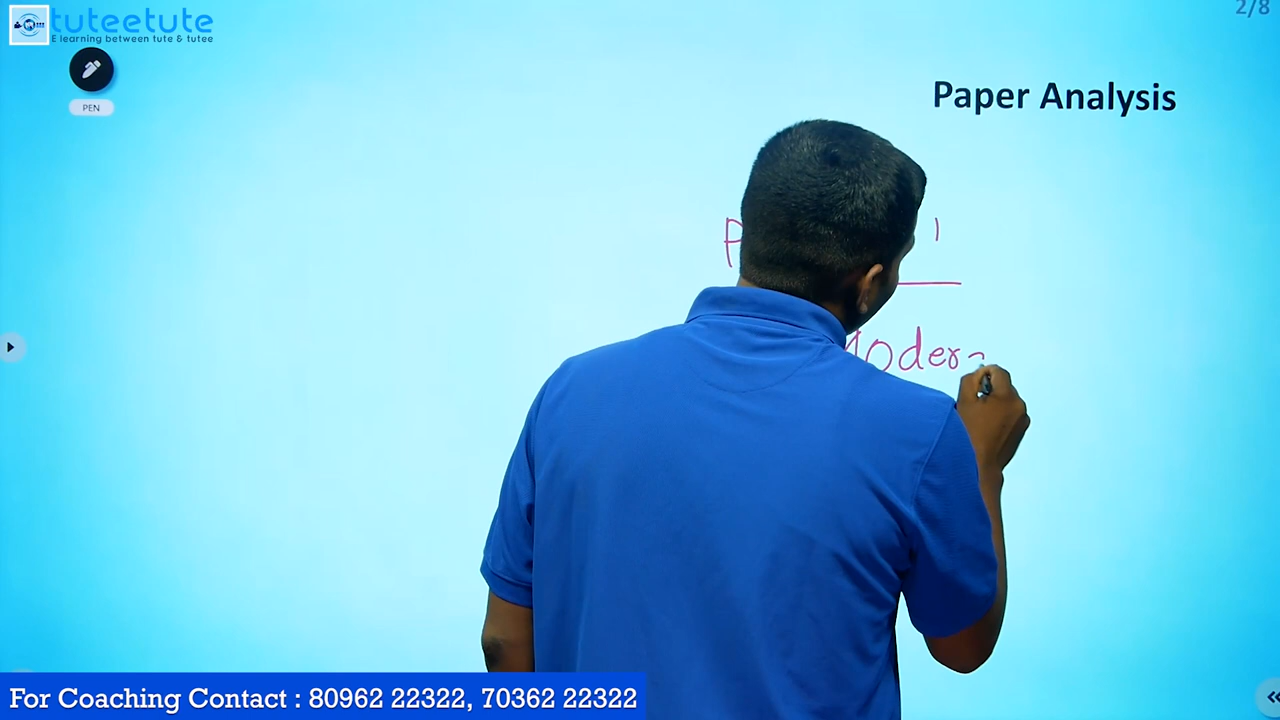 tuteetute
E learning between tute & tutee
2/8
PEN
Paper Analysis
For Coaching Contact : 80962 22322, 70362 22322